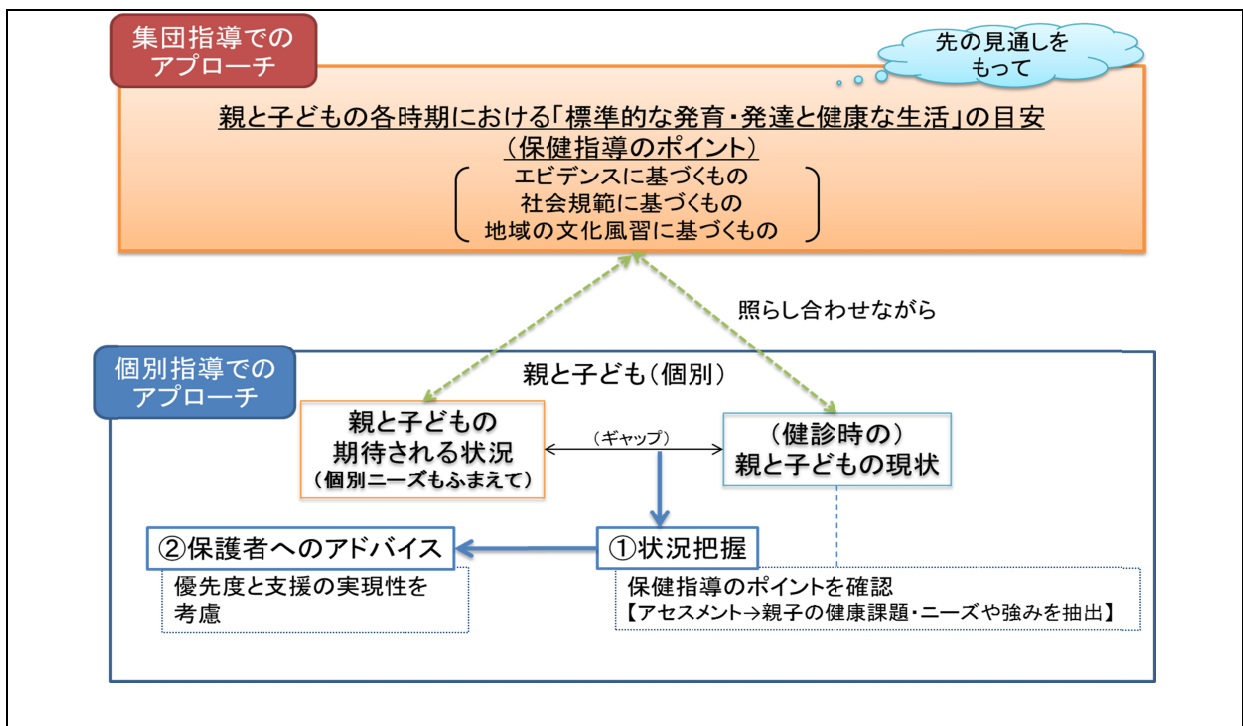 集団指導での
アプローチ
先の見通しを
もって
親と子どもの各時期における「標準的な発育・発達と健康な生活」の目安
（保健指導のポイント）
エビデンスに基づくもの
社会規範に基づくもの
地域の文化風習に基づくもの
照らし合わせながら
個別指導での
アプローチ
親と子ども（個別）
親と子どもの
期待される状況
（個別ニーズもふまえて）
（ギャップ）
（健診時の）
親と子どもの現状
②保護者へのアドバイス
優先度と支援の実現性を
考慮
①状況把握
保健指導のポイントを確認
【アセスメント→親子の健康課題・ニーズや強みを抽出】